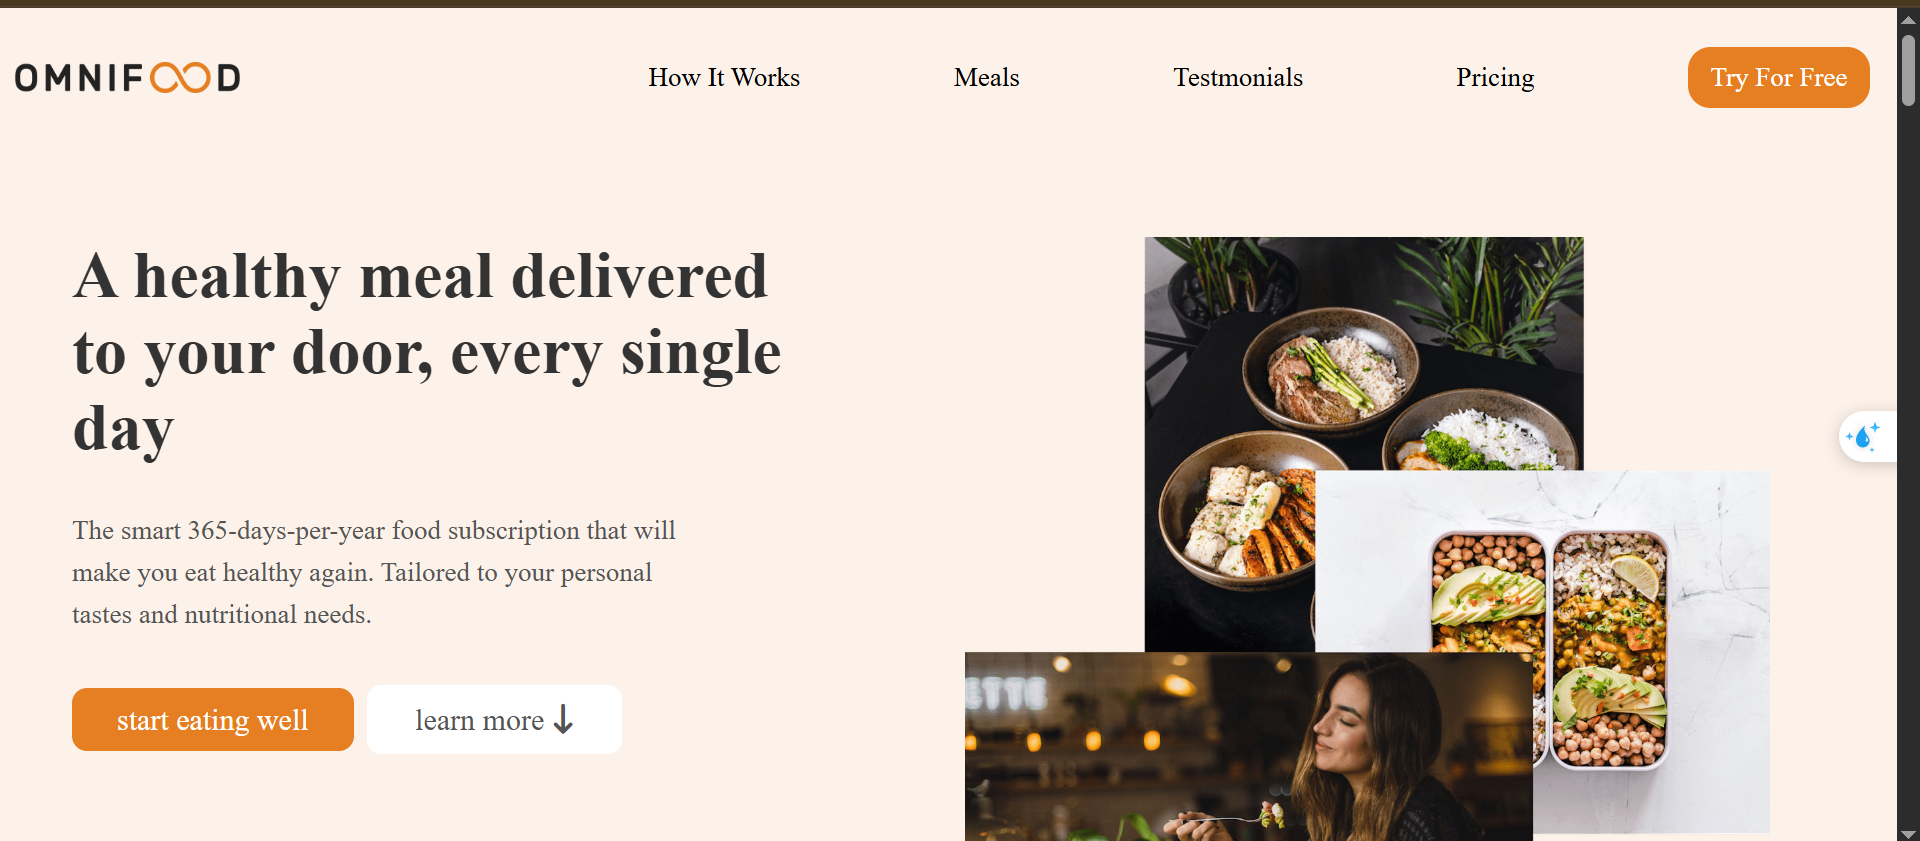 OMNIFOOD
How It Works
Meals
Testmonials
Pricing
Try For Free
A healthy meal delivered
to your door, every single
day
The smart 365-days-per-year food subscription that will
make you eat healthy again. Tailored to your personal
tastes and nutritional needs.
start eating well
learn more ↓
ETTE